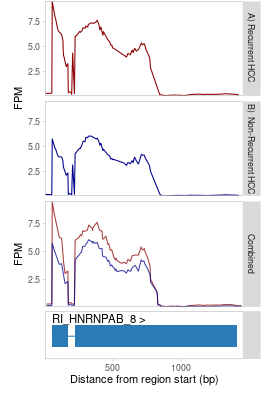 7.5
5.0
2.5
FPM
A) Recurrent HCC
7.5
5.0
2.5
FPM
B) Non-Recurrent HCC
7.5
5.0
2.5
FPM
Combined
RI_HNRNPAB_8 >
500
1000
Distance from region start (bp)